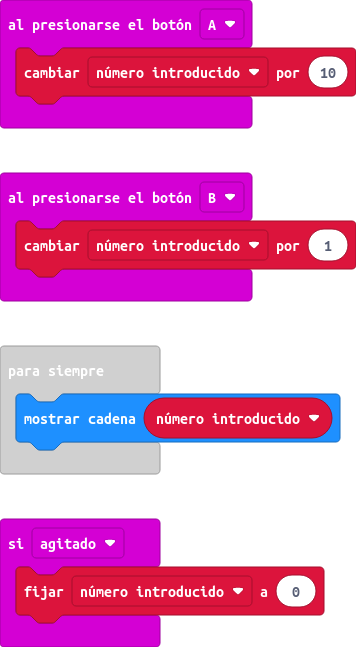 al presionarse el botón A
cambiar número introducido por 10
al presionarse el botón B
cambiar número introducido por 1
para siempre
mostrar cadena número introducido
si agitado
fijar número introducido a 0